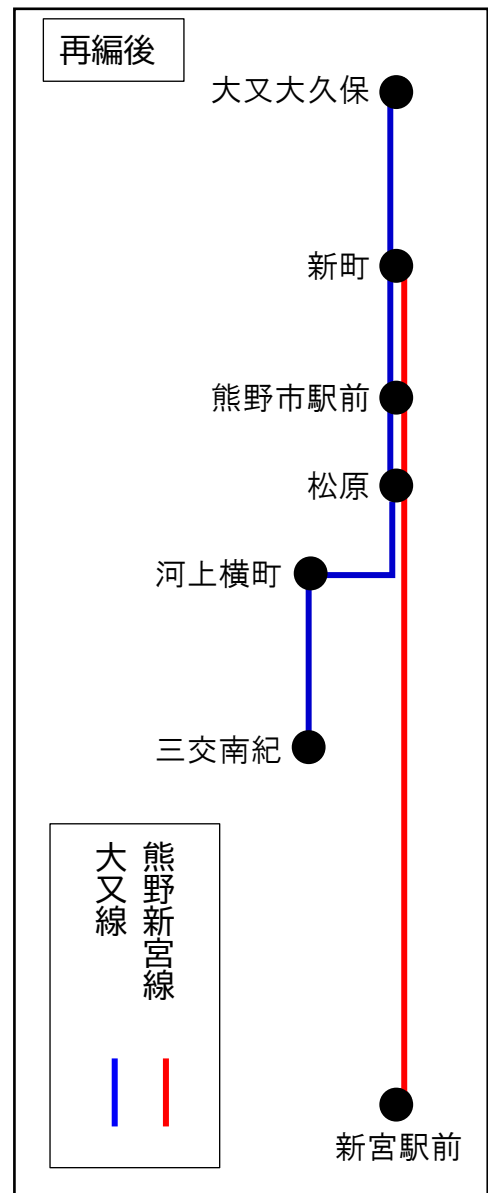 再編後
大又大久保
新町
熊野市駅前
松原
河上横町
三交南紀
熊野新宮線
大又線
新宮駅前